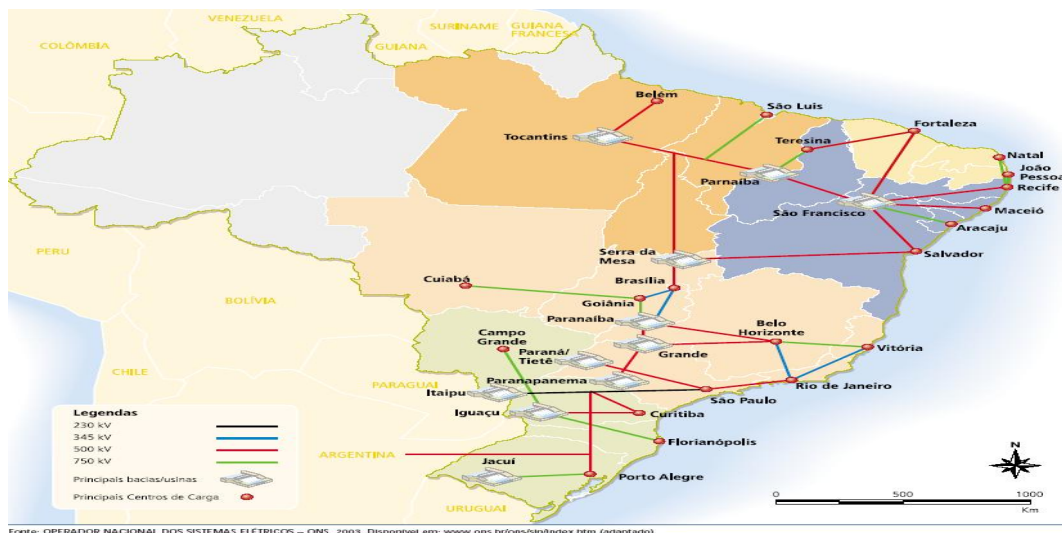 VENEZUELA
COLÔMBIA
SURINAME
GUIANA
FRANCESA
GUIANA
Belém
São Luis
Tocantins
Fortaleza
Teresina
Natal
João
Pessoa
Parnaíba
Recife
São Francisco
Maceió
Aracaju
Salvador
PERU
Serra da
Mesa
Cuiabá
Brasília
BOLÍVIA
Goiânia
Paranaíba
Belo
Horizonte
Campo
Grande
Vitória
Grande
Paraná/
Tietê
CHILE
PARAGUAI
Paranapanema
Rio de Janeiro
Itaipu
São Paulo
Iguaçu
Curitiba
Legendas
230 kV
345 kV
500 kV
750 kV
Principais bacias/usinas
Principais Centros de Carga
Florianópolis
ARGENTINA
Jacuí
Porto Alegre
URUGUAI
N
0 500 1000
Km
Fonte: OPERADOR NACIONAL DOS SISTEMAS ELÉTRICOS – ONS, 2003. Disponível em: www.ons.br/ons/sin/index.htm (adaptado).